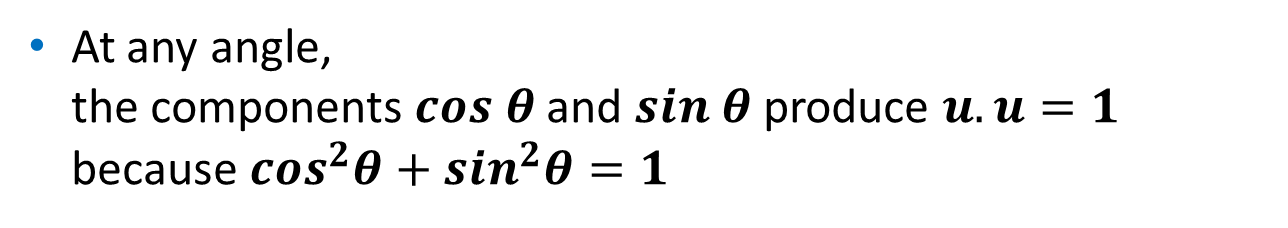 • At any angle,
the components cos θ and sin θ produce u. u = 1
because cos²θ + sin²θ = 1